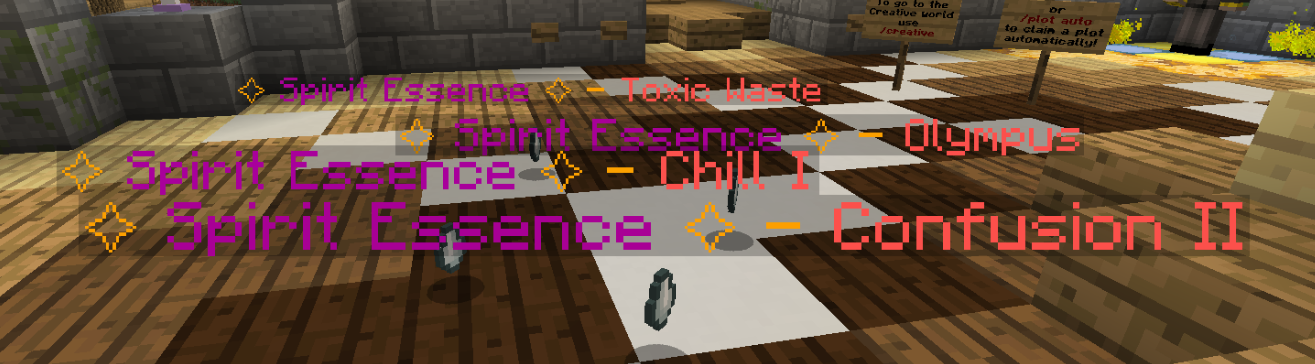 To go to the
Creative world
use
/creative
or
/plot auto
to claim a plot
automatically!
✧ Spirit Essence ✧ - Toxic Waste
✧ Spirit Essence ✧ - Olympus
✧ Spirit Essence ✧ - Chill I
✧ Spirit Essence ✧ - Confusion II